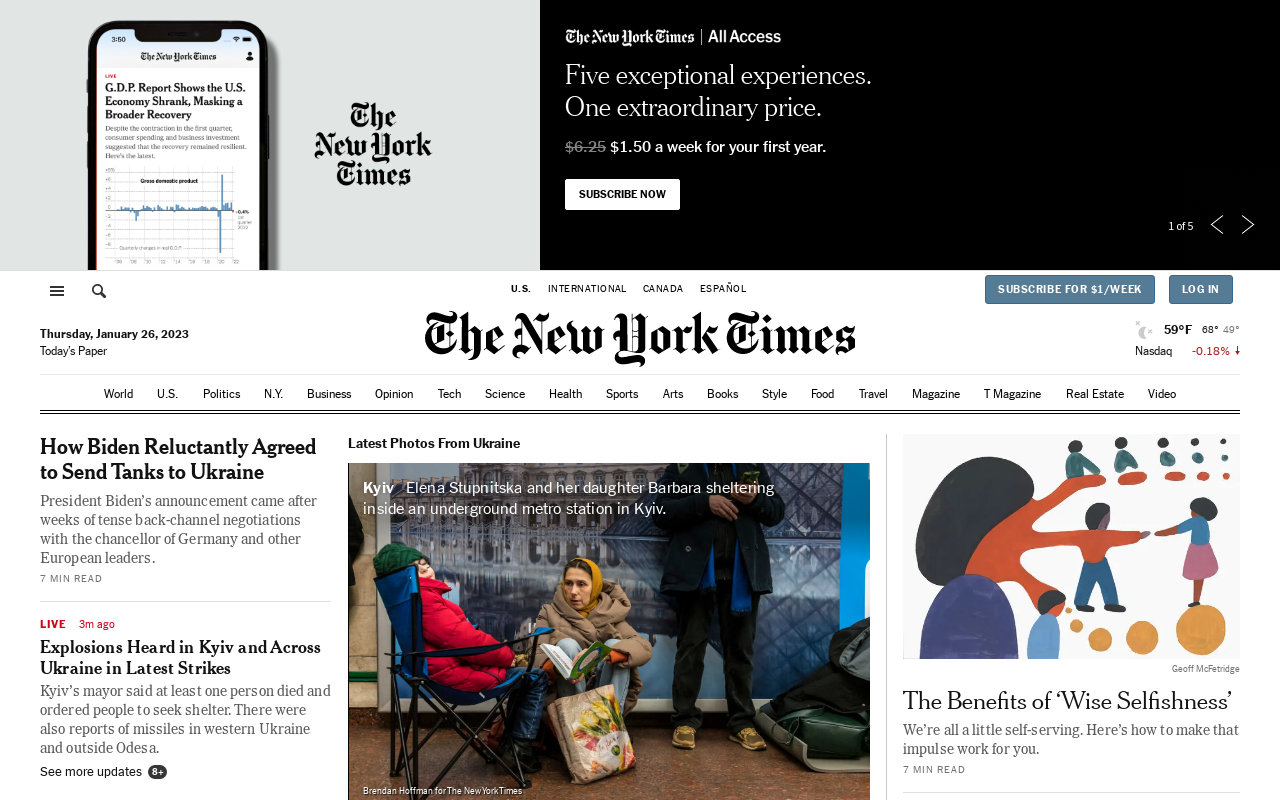 3:50
The New York Times
LIVE
G.D.P. Report Shows the U.S.
Economy Shrank, Masking a
Broader Recovery
Despite the contraction in the first quarter,
consumer spending and business investment
suggested that the recovery remained resilient.
Here's the latest.
Gross domestic product
-0.4%
Quarterly changes in real G.D.P.
The
New York
Times
The New York Times | All Access
Five exceptional experiences.
One extraordinary price.
$6.25 $1.50 a week for your first year.
SUBSCRIBE NOW
1 of 5
U.S. INTERNATIONAL CANADA ESPAÑOL
SUBSCRIBE FOR $1/WEEK
LOG IN
Thursday, January 26, 2023
Today's Paper
The New York Times
59°F 68° 49°
Nasdaq -0.18%
World U.S. Politics N.Y. Business Opinion Tech Science Health Sports Arts Books Style Food Travel Magazine T Magazine Real Estate Video
How Biden Reluctantly Agreed
to Send Tanks to Ukraine
President Biden's announcement came after
weeks of tense back-channel negotiations
with the chancellor of Germany and other
European leaders.
7 MIN READ
LIVE 3m ago
Explosions Heard in Kyiv and Across
Ukraine in Latest Strikes
Kyiv's mayor said at least one person died and
ordered people to seek shelter. There were
also reports of missiles in western Ukraine
and outside Odesa.
See more updates 8+
Latest Photos From Ukraine
Kyiv Elena Stupnitska and her daughter Barbara sheltering
inside an underground metro station in Kyiv.
Brendan Hoffman for The New York Times
Geoff McFetridge
The Benefits of ‘Wise Selfishness’
We're all a little self-serving. Here's how to make that
impulse work for you.
7 MIN READ